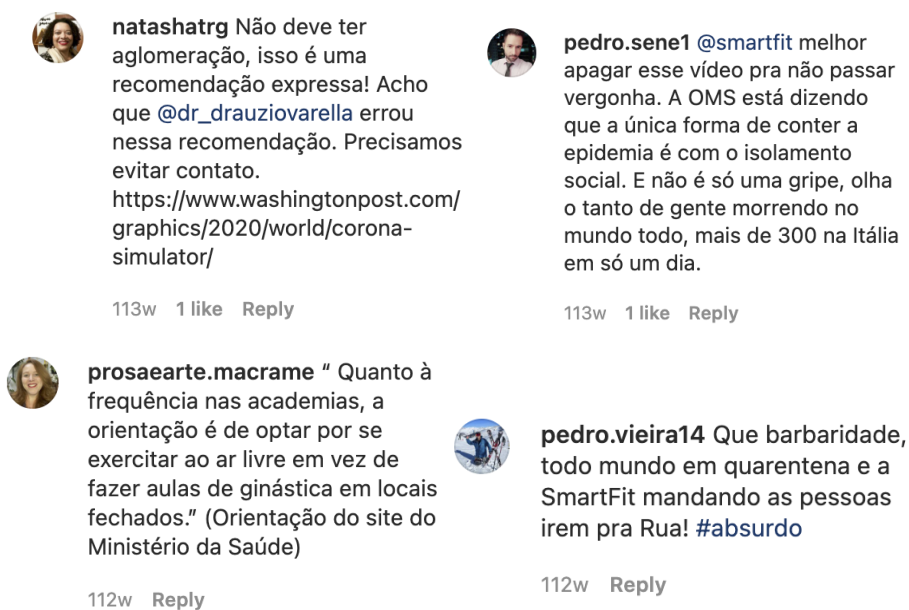 natashatrg Não deve ter
aglomeração, isso é uma
recomendação expressa! Acho
que @dr_drauziovarella errou
nessa recomendação. Precisamos
evitar contato.
https://www.washingtonpost.com/
graphics/2020/world/corona-
simulator/
113w 1 like Reply
pedro.sene1 @smartfit melhor
apagar esse vídeo pra não passar
vergonha. A OMS está dizendo
que a única forma de conter a
epidemia é com o isolamento
social. E não é só uma gripe, olha
o tanto de gente morrendo no
mundo todo, mais de 300 na Itália
em só um dia.
113w 1 like Reply
prosaearte.macrame “ Quanto à
frequência nas academias, a
orientação é de optar por se
exercitar ao ar livre em vez de
fazer aulas de ginástica em locais
fechados.” (Orientação do site do
Ministério da Saúde)
112w Reply
pedro.vieira14 Que barbaridade,
todo mundo em quarentena e a
SmartFit mandando as pessoas
irem pra Rua! #absurdo
112w Reply